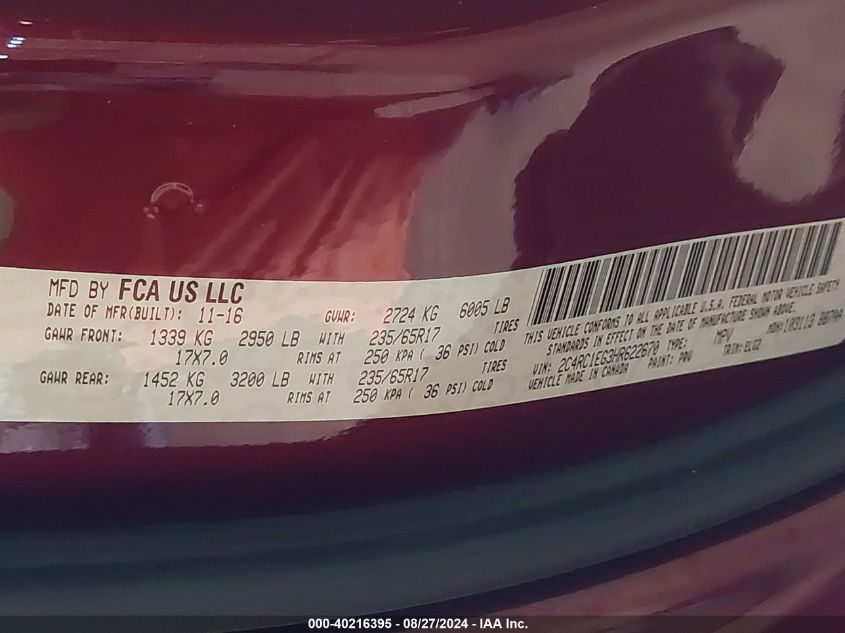 MFD BY FCA US LLC
DATE OF MFR(BUILT): 11-16 GVWR: 2724 KG 6005 LB
GAWR FRONT: 1339 KG 2950 LB WITH 235/65R17 TIRES
17X7.0 RIMS AT 250 KPA ( 36 PSI) COLD
GAWR REAR: 1452 KG 3200 LB WITH 235/65R17 TIRES
17X7.0 RIMS AT 250 KPA ( 36 PSI) COLD
THIS VEHICLE CONFORMS TO ALL APPLICABLE U.S.A. FEDERAL MOTOR VEHICLE SAFETY
STANDARDS IN EFFECT ON THE DATE OF MANUFACTURE SHOWN ABOVE.
VIN: 2C4RC1EG3HR622670 TYPE: MPV MDH:
VEHICLE MADE IN CANADA PAINT: PRV TRIM:
000-40216395 - 08/27/2024 - IAA Inc.